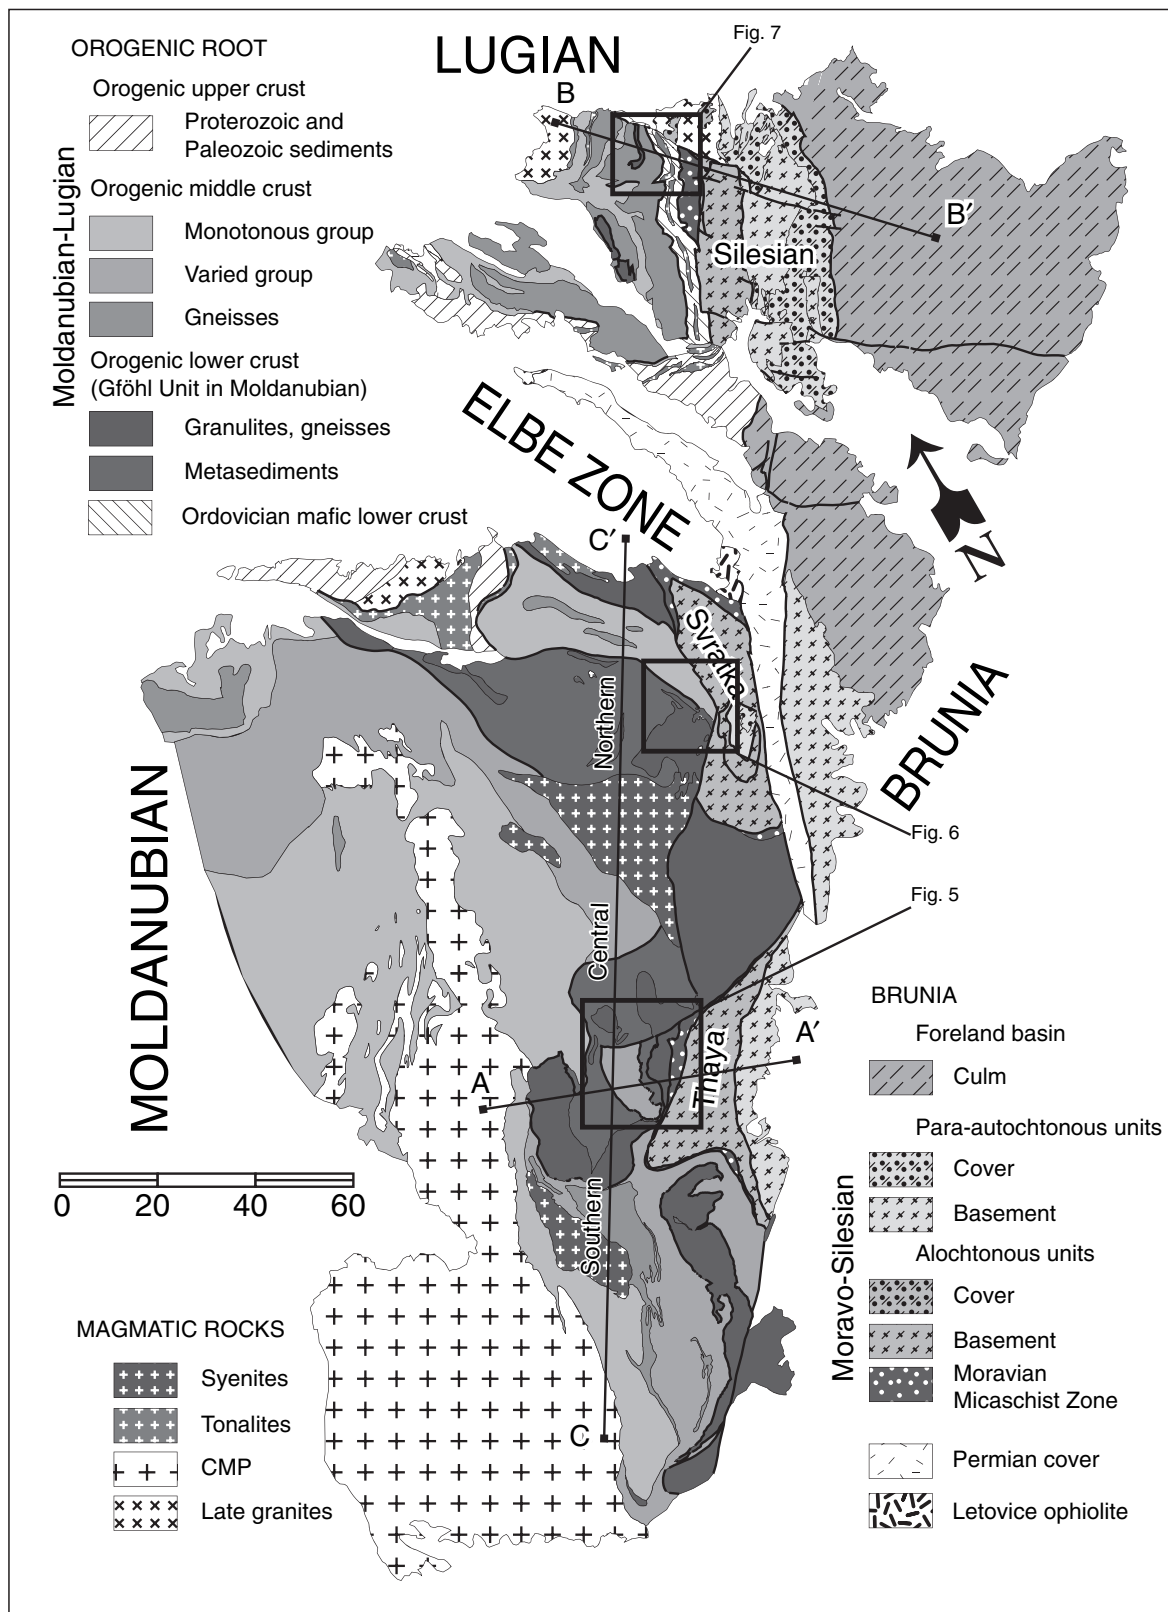 OROGENIC ROOT
Orogenic upper crust
Proterozoic and
Paleozoic sediments
Orogenic middle crust
Monotonous group
Varied group
Gneisses
Orogenic lower crust
(Gföhl Unit in Moldanubian)
Granulites, gneisses
Metasediments
Ordovician mafic lower crust
Moldanubian-Lugian
LUGIAN
Fig. 7
B
B′
Silesian
ELBE ZONE
C′
N
Svratka
Northern
BRUNIA
MOLDANUBIAN
Fig. 6
Fig. 5
Central
A
A′
Thaya
0 20 40 60
Southern
C
MAGMATIC ROCKS
Syenites
Tonalites
CMP
Late granites
BRUNIA
Foreland basin
Culm
Para-autochtonous units
Cover
Basement
Alochtonous units
Cover
Basement
Moravian
Micaschist Zone
Moravo-Silesian
Permian cover
Letovice ophiolite